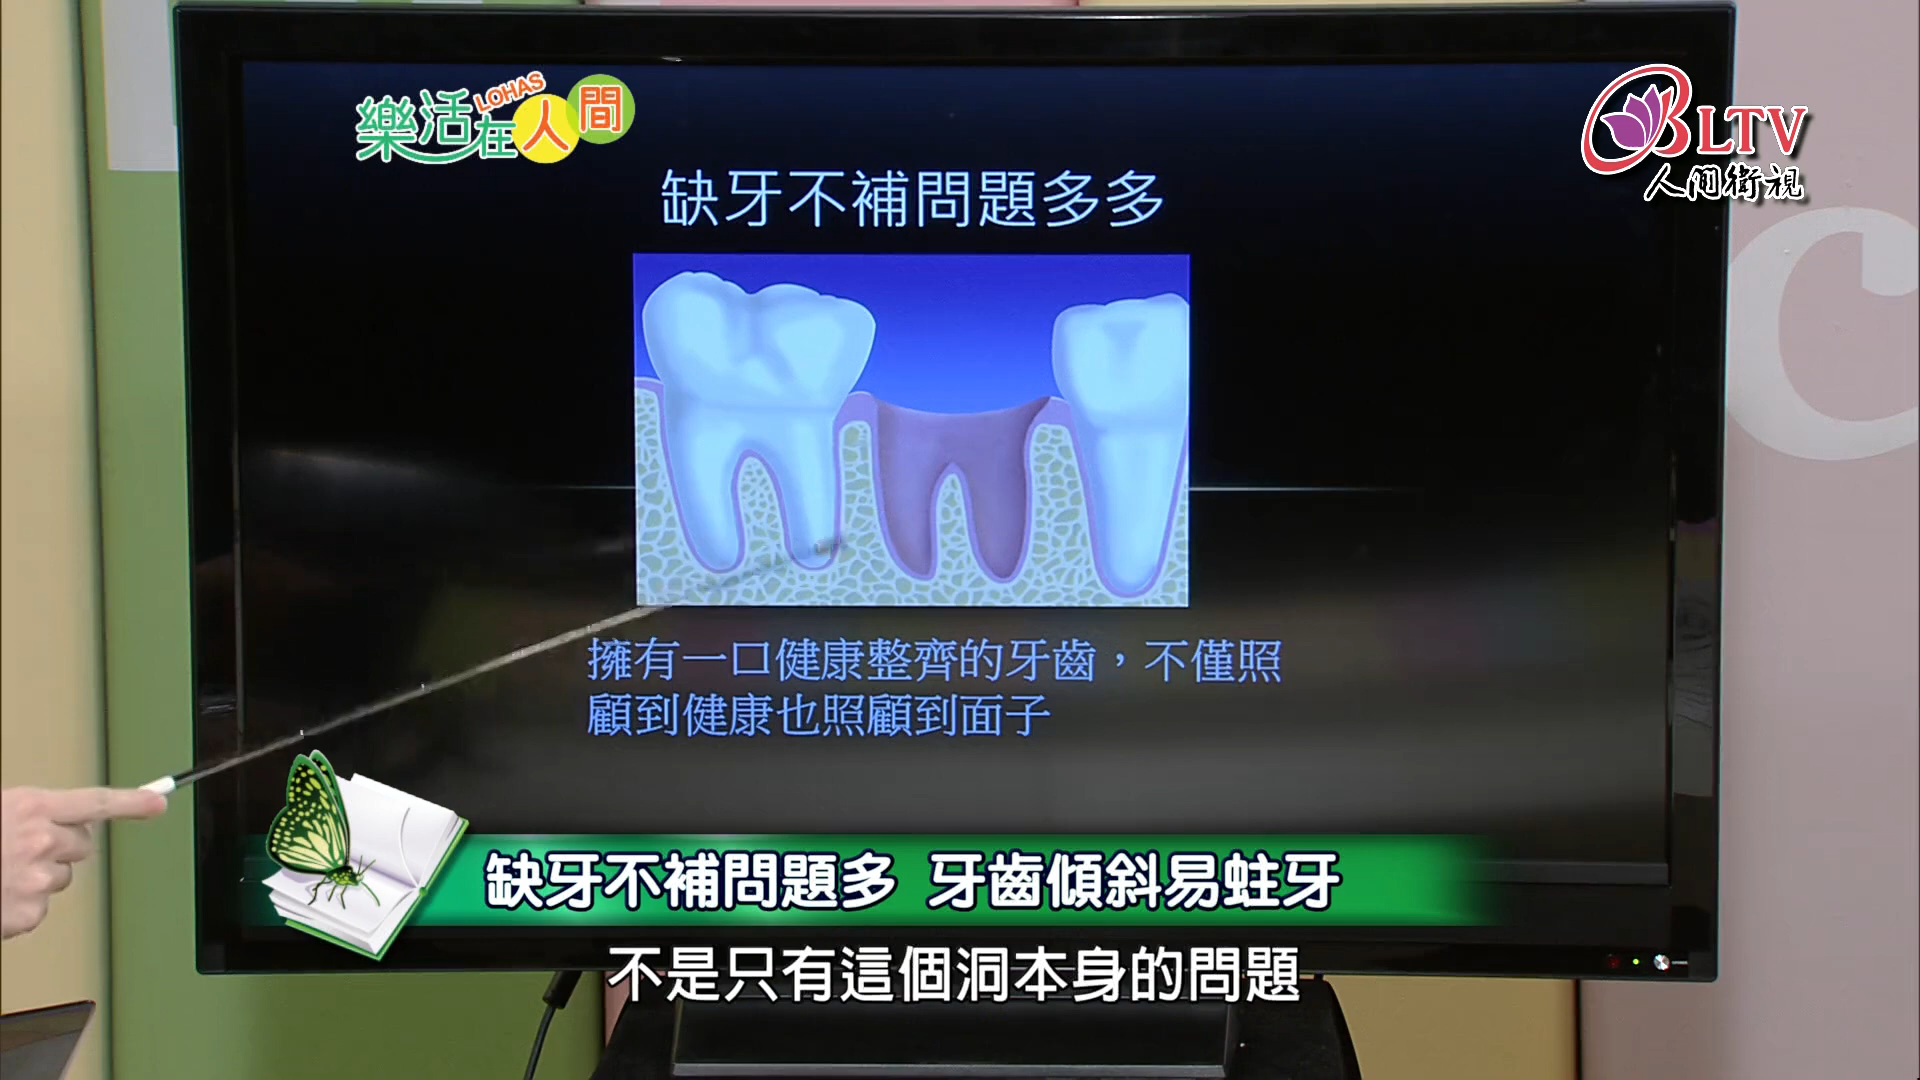 樂活在人間
LOHAS
BLTV
人間衛視
缺牙不補問題多多
擁有一口健康整齊的牙齒，不僅照
顧到健康也照顧到面子
缺牙不補問題多 牙齒傾斜易蛀牙
不是只有這個洞本身的問題